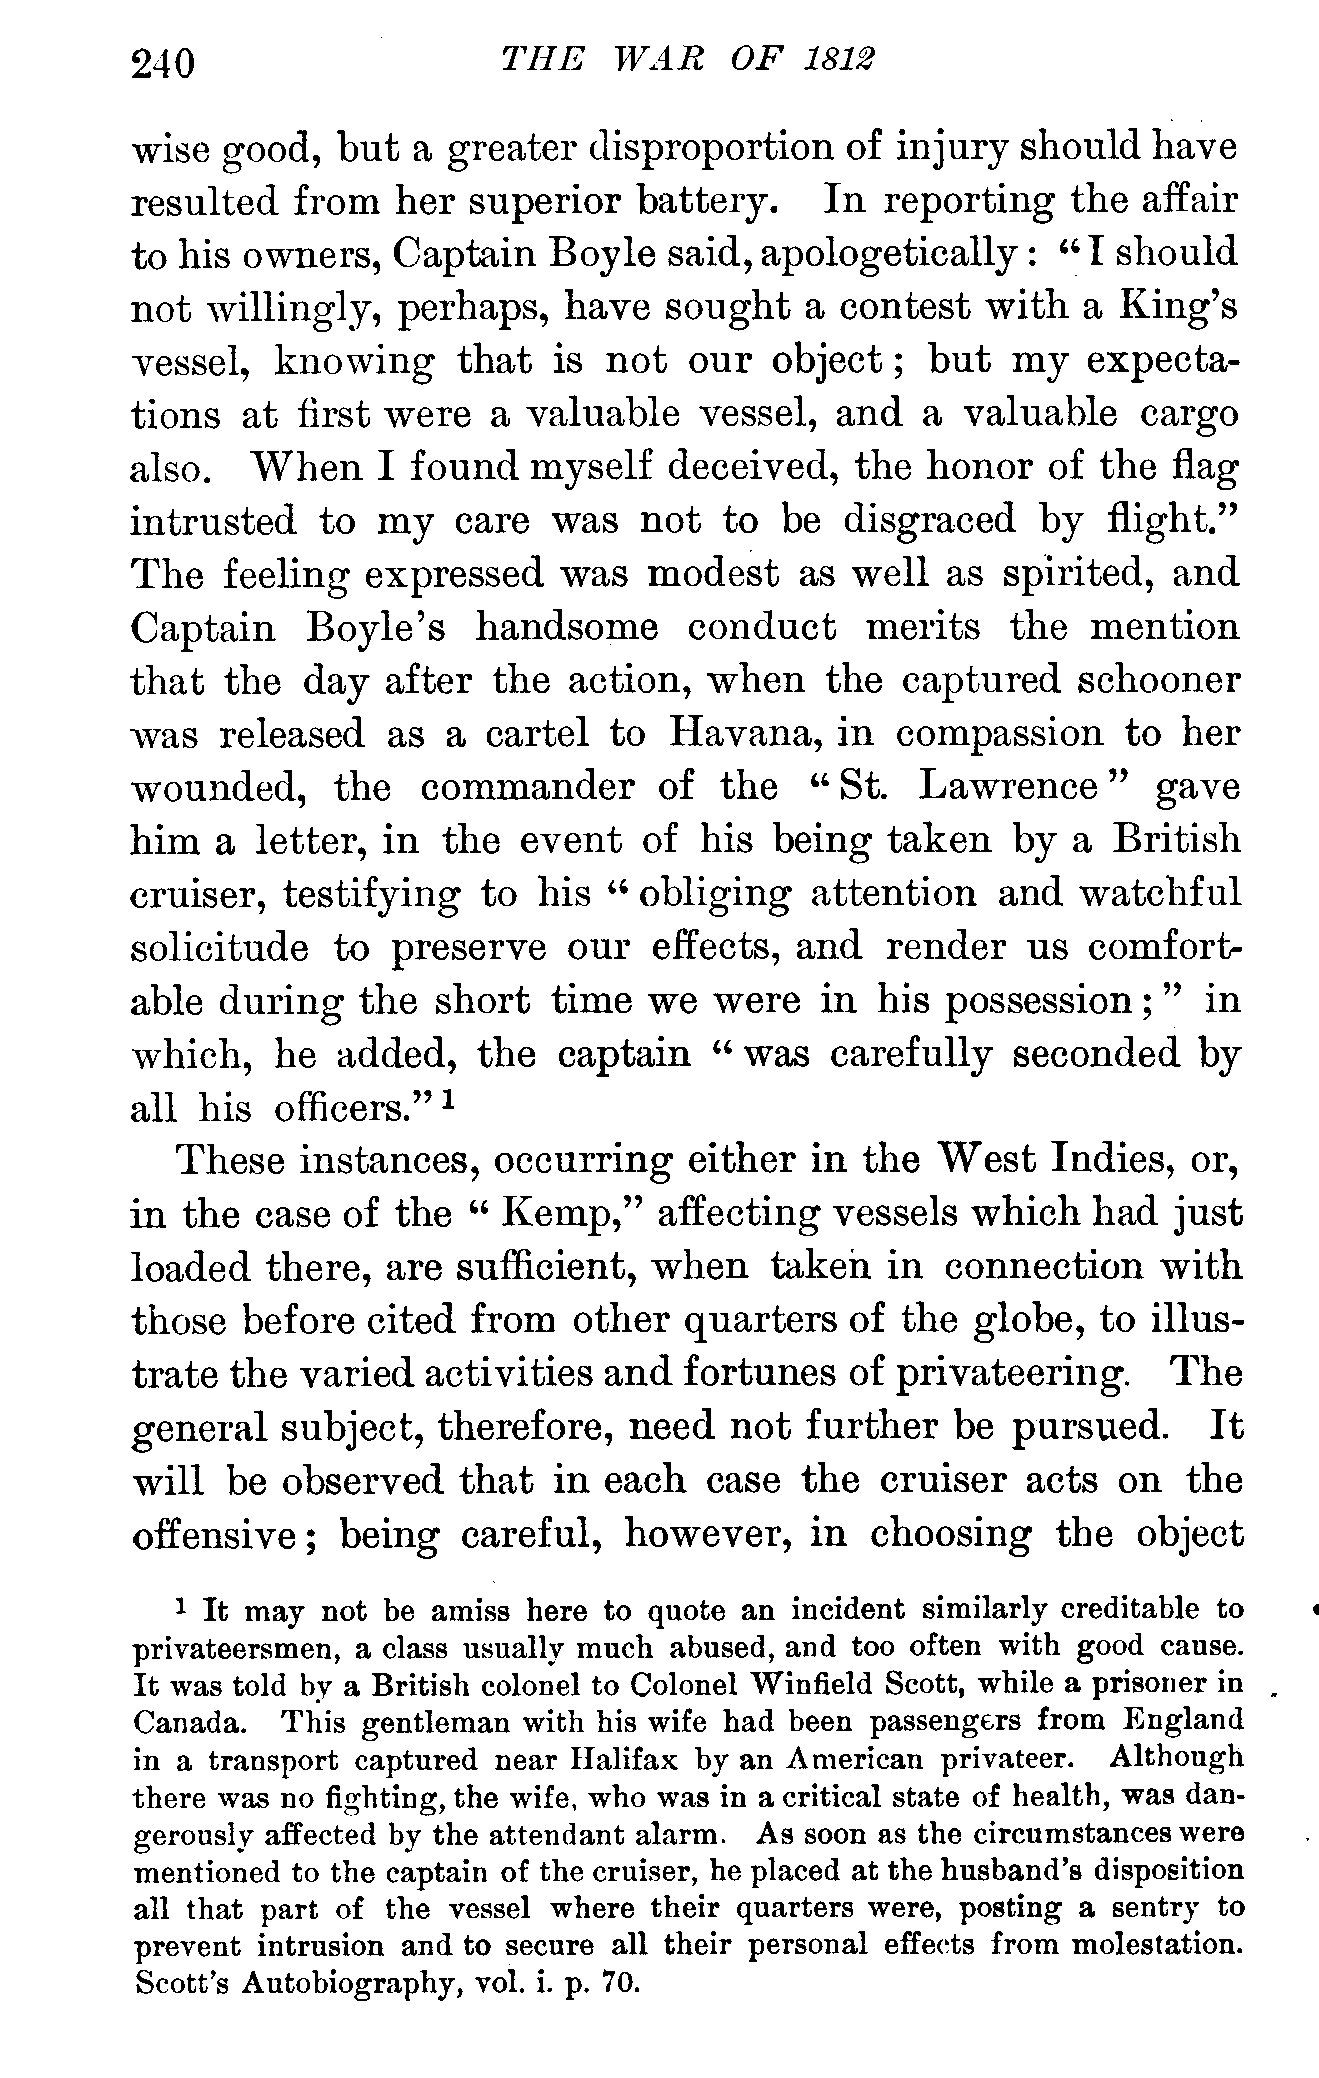 240 THE WAR OF 1812
wise good, but a greater disproportion of injury should have
resulted from her superior battery. In reporting the affair
to his owners, Captain Boyle said, apologetically: "I should
not willingly, perhaps, have sought a contest with a King's
vessel, knowing that is not our object; but my expecta-
tions at first were a valuable vessel, and a valuable cargo
also. When I found myself deceived, the honor of the flag
intrusted to my care was not to be disgraced by flight."
The feeling expressed was modest as well as spirited, and
Captain Boyle's handsome conduct merits the mention
that the day after the action, when the captured schooner
was released as a cartel to Havana, in compassion to her
wounded, the commander of the "St. Lawrence" gave
him a letter, in the event of his being taken by a British
cruiser, testifying to his "obliging attention and watchful
solicitude to preserve our effects, and render us comfort-
able during the short time we were in his possession;" in
which, he added, the captain "was carefully seconded by
all his officers."1
These instances, occurring either in the West Indies, or,
in the case of the "Kemp," affecting vessels which had just
loaded there, are sufficient, when taken in connection with
those before cited from other quarters of the globe, to illus-
trate the varied activities and fortunes of privateering. The
general subject, therefore, need not further be pursued. It
will be observed that in each case the cruiser acts on the
offensive; being careful, however, in choosing the object
1 It may not be amiss here to quote an incident similarly creditable to
privateersmen, a class usually much abused, and too often with good cause.
It was told by a British colonel to Colonel Winfield Scott, while a prisoner in
Canada. This gentleman with his wife had been passengers from England
in a transport captured near Halifax by an American privateer. Although
there was no fighting, the wife, who was in a critical state of health, was dan-
gerously affected by the attendant alarm. As soon as the circumstances were
mentioned to the captain of the cruiser, he placed at the husband's disposition
all that part of the vessel where their quarters were, posting a sentry to
prevent intrusion and to secure all their personal effects from molestation.
Scott's Autobiography, vol. i. p. 70.